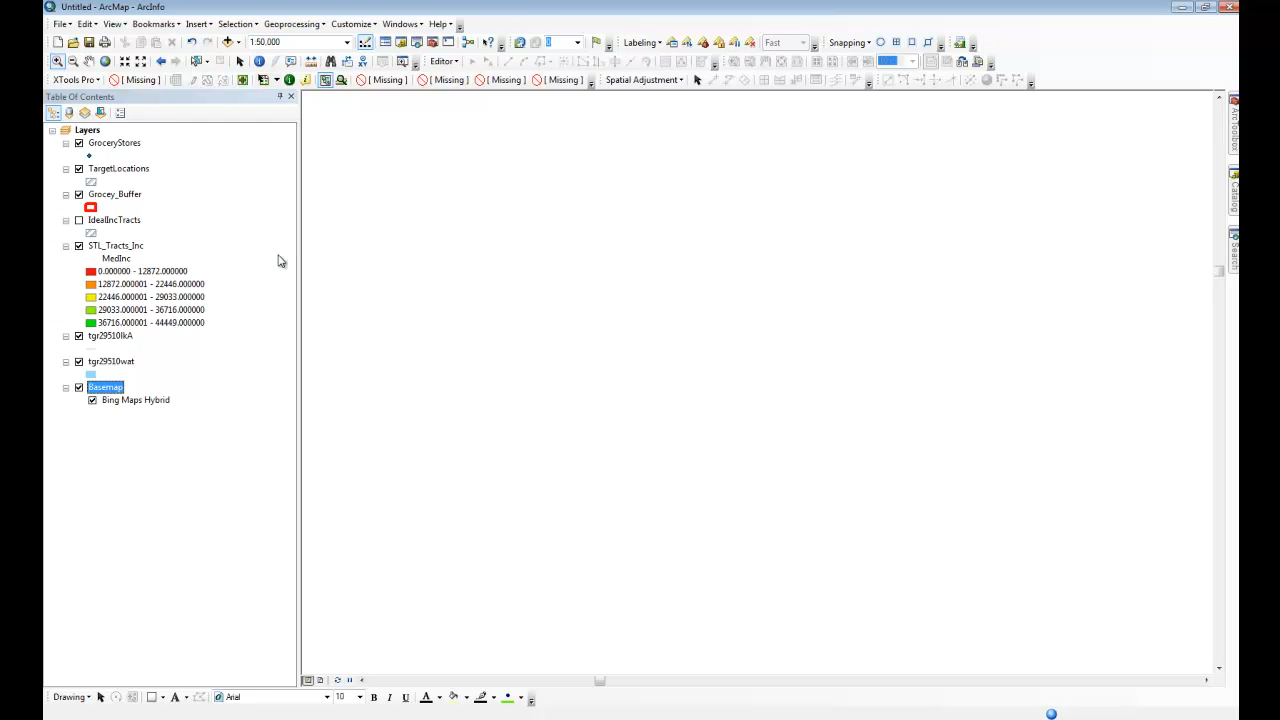 Untitled - ArcMap - ArcInfo
File Edit View Bookmarks Insert Selection Geoprocessing Customize Windows Help
1:50,000 Labeling Fast Snapping
Editor
XTools Pro [ Missing ] [ Missing ] [ Missing ] [ Missing ] [ Missing ] Spatial Adjustment
Table Of Contents
Layers
GroceryStores
TargetLocations
Grocey_Buffer
IdealIncTracts
STL_Tracts_Inc
MedInc
0.000000 - 12872.000000
12872.000001 - 22446.000000
22446.000001 - 29033.000000
29033.000001 - 36716.000000
36716.000001 - 44449.000000
tgr29510lkA
tgr29510wat
Basemap
Bing Maps Hybrid
ArcToolbox
Catalog
Search
Drawing A Arial 10 B I U A